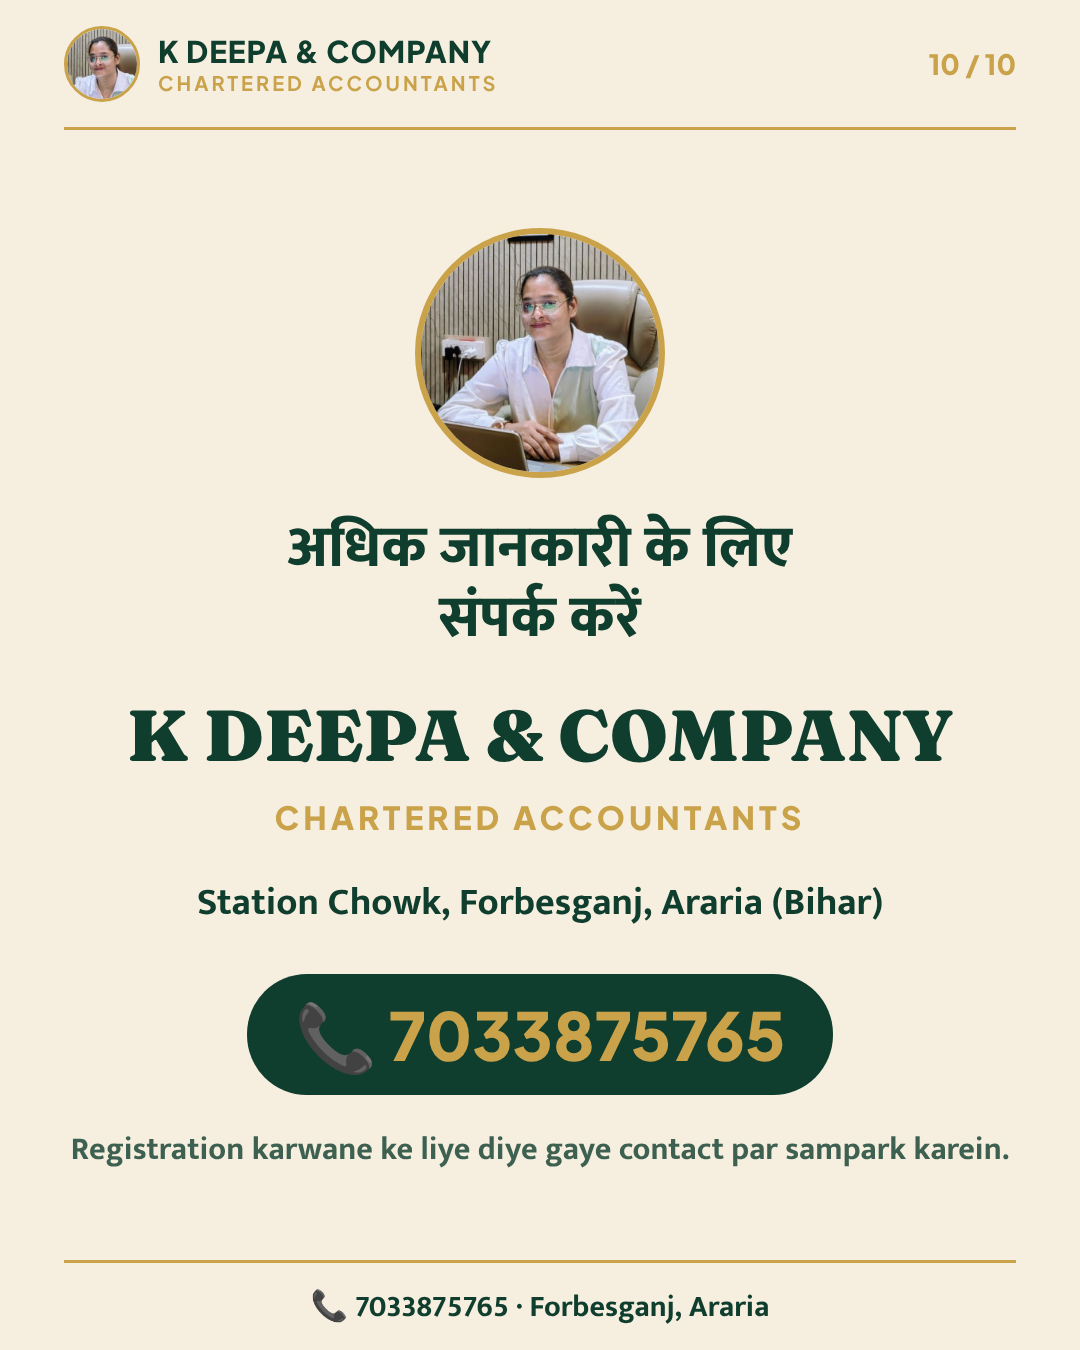 K DEEPA & COMPANY
CHARTERED ACCOUNTANTS
10 / 10
अधिक जानकारी के लिए
संपर्क करें
K DEEPA & COMPANY
CHARTERED ACCOUNTANTS
Station Chowk, Forbesganj, Araria (Bihar)
📞 7033875765
Registration karwane ke liye diye gaye contact par sampark karein.
📞 7033875765 · Forbesganj, Araria